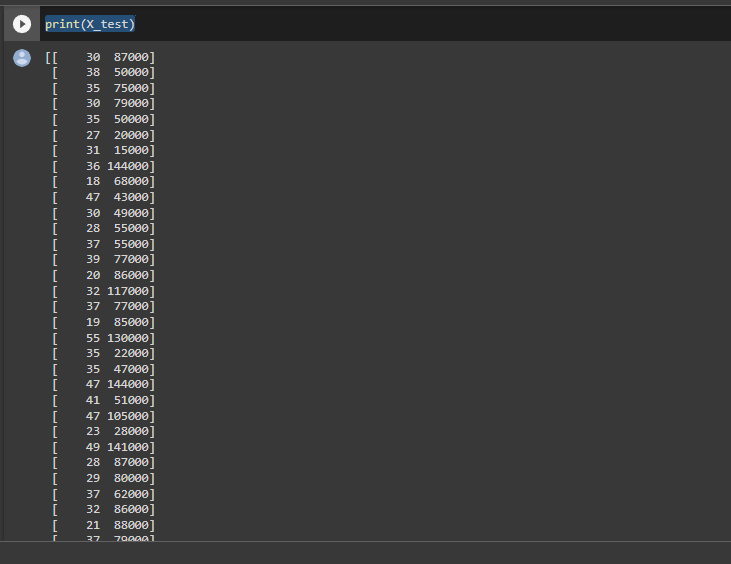 print(X_test)
[[    30  87000]
 [    38  50000]
 [    35  75000]
 [    30  79000]
 [    35  50000]
 [    27  20000]
 [    31  15000]
 [    36 144000]
 [    18  68000]
 [    47  43000]
 [    30  49000]
 [    28  55000]
 [    37  55000]
 [    39  77000]
 [    20  86000]
 [    32 117000]
 [    37  77000]
 [    19  85000]
 [    55 130000]
 [    35  22000]
 [    35  47000]
 [    47 144000]
 [    41  51000]
 [    47 105000]
 [    23  28000]
 [    49 141000]
 [    28  87000]
 [    29  80000]
 [    37  62000]
 [    32  86000]
 [    21  88000]
 [    37  79000]